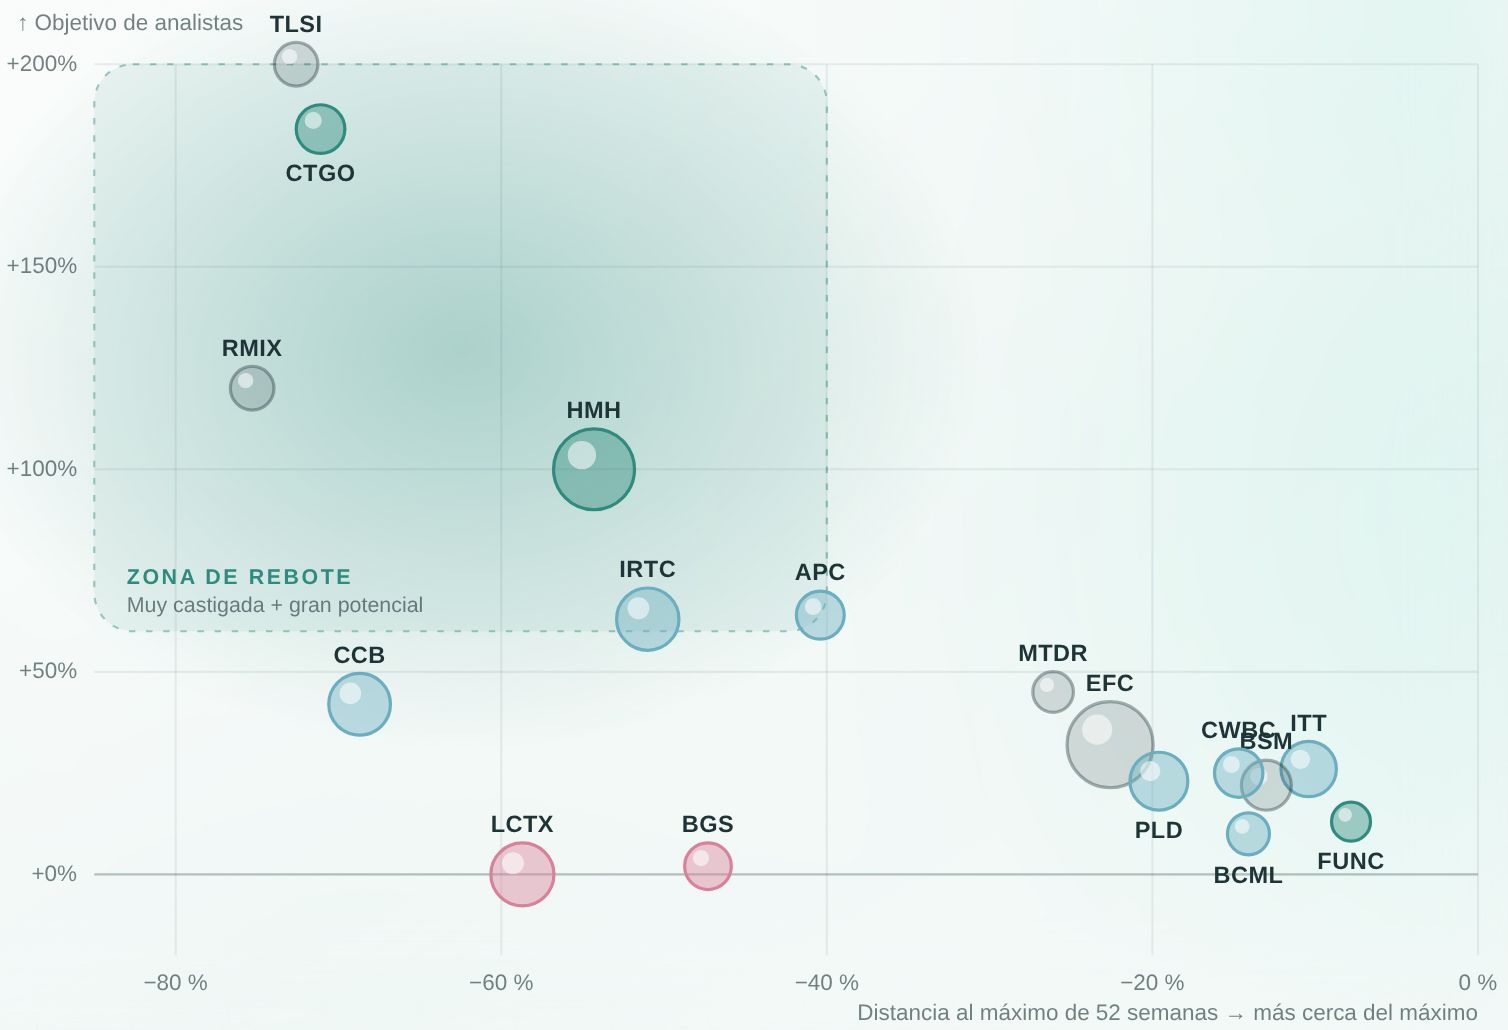 ↑ Objetivo de analistas
TLSI
+200%
CTGO
+150%
RMIX
HMH
+100%
ZONA DE REBOTE
Muy castigada + gran potencial
IRTC
APC
+50%
CCB
MTDR
EFC
CWBC
ITT
BSM
PLD
LCTX
BGS
FUNC
BCML
+0%
−80 %
−60 %
−40 %
−20 %
0 %
Distancia al máximo de 52 semanas → más cerca del máximo